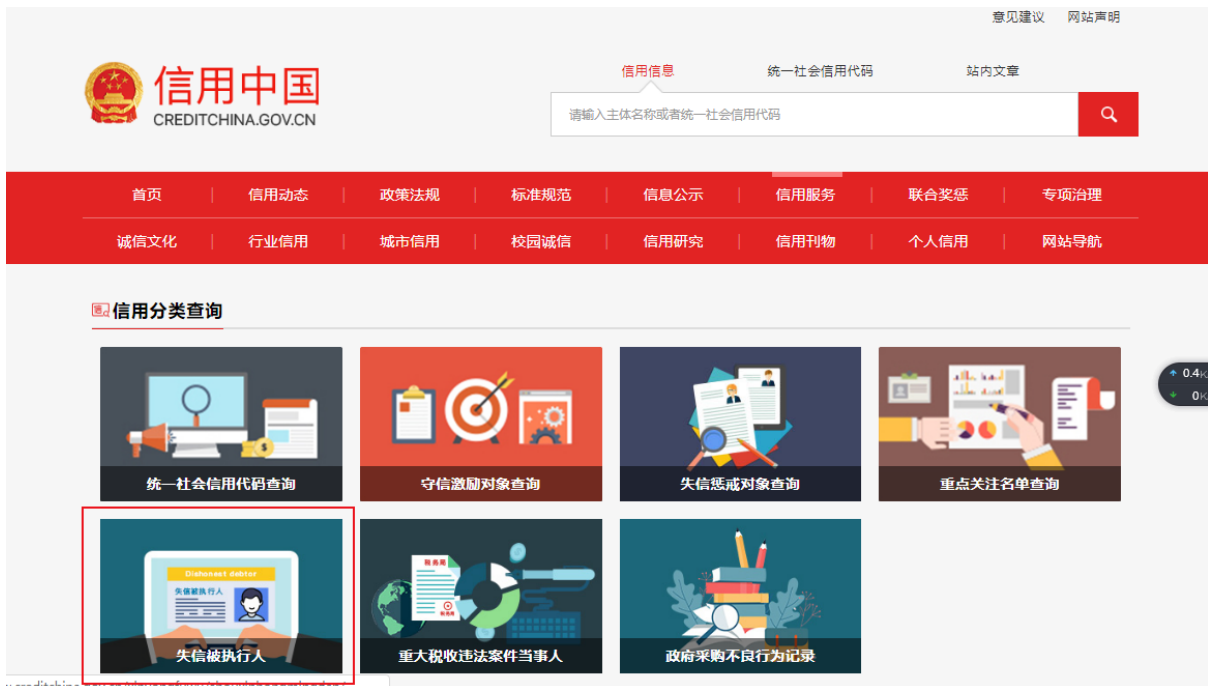 意见建议 网站声明
信用中国
CREDITCHINA.GOV.CN
信用信息 统一社会信用代码 站内文章
请输入主体名称或者统一社会信用代码
首页 信用动态 政策法规 标准规范 信息公示 信用服务 联合奖惩 专项治理
诚信文化 行业信用 城市信用 校园诚信 信用研究 信用刊物 个人信用 网站导航
信用分类查询
统一社会信用代码查询 守信激励对象查询 失信惩戒对象查询 重点关注名单查询
0.4K
0K
Dishonest debtor
失信被执行人
税务局
失信被执行人 重大税收违法案件当事人 政府采购不良行为记录